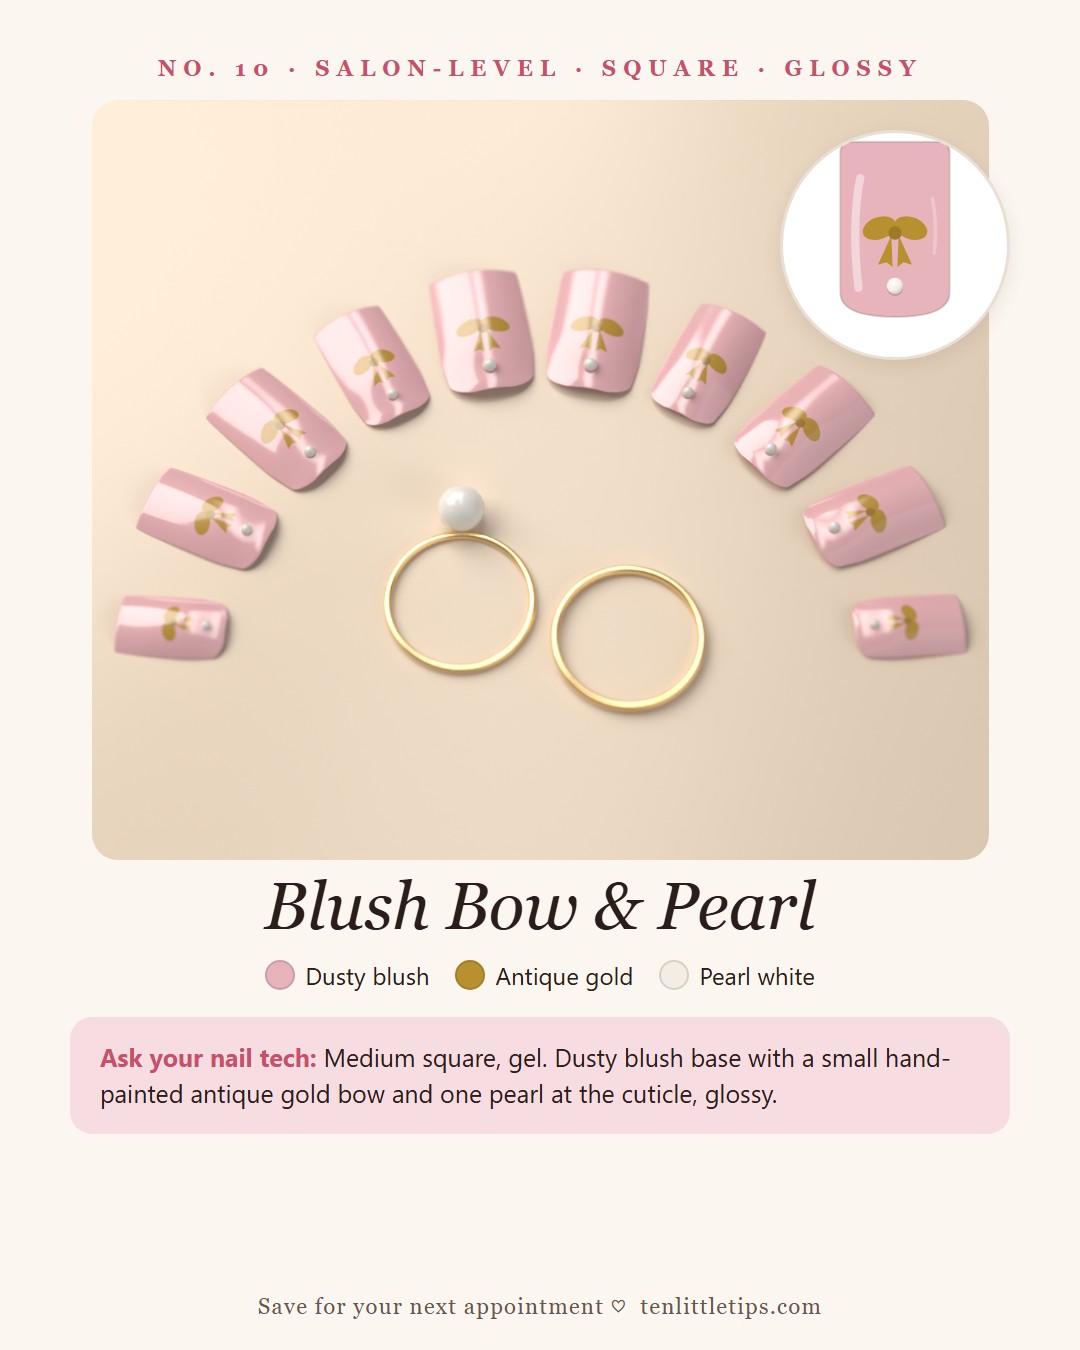 NO. 10 · SALON-LEVEL · SQUARE · GLOSSY
Blush Bow & Pearl
Dusty blush Antique gold Pearl white
Ask your nail tech: Medium square, gel. Dusty blush base with a small hand-
painted antique gold bow and one pearl at the cuticle, glossy.
Save for your next appointment ♡ tenlittletips.com